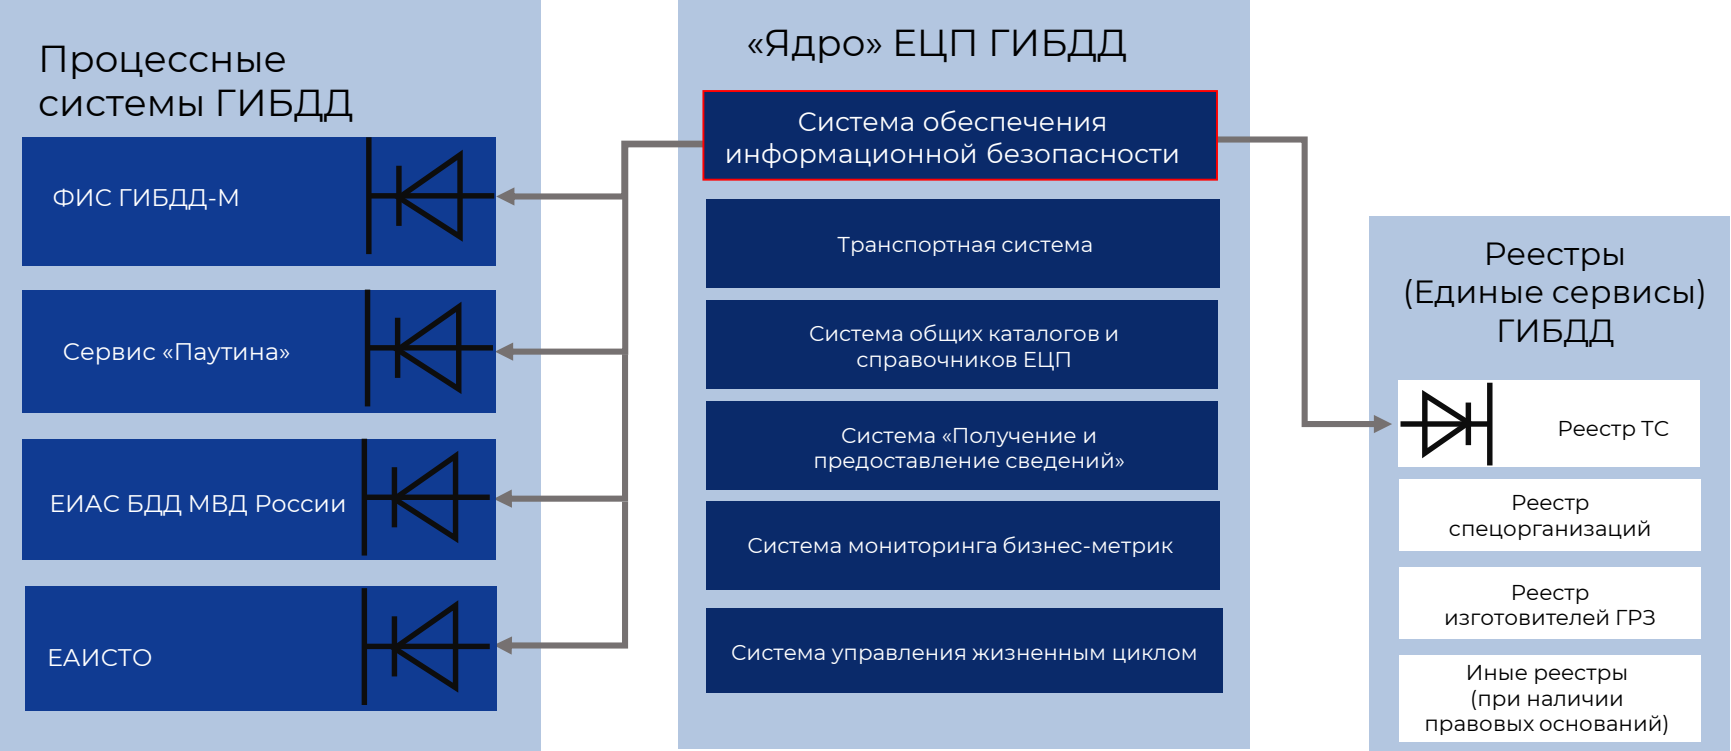 Процессные
системы ГИБДД
ФИС ГИБДД-М
Сервис «Паутина»
ЕИАС БДД МВД России
ЕАИСТО
«Ядро» ЕЦП ГИБДД
Система обеспечения
информационной безопасности
Транспортная система
Система общих каталогов и
справочников ЕЦП
Система «Получение и
предоставление сведений»
Система мониторинга бизнес-метрик
Система управления жизненным циклом
Реестры
(Единые сервисы)
ГИБДД
Реестр ТС
Реестр
спецорганизаций
Реестр
изготовителей ГРЗ
Иные реестры
(при наличии
правовых оснований)